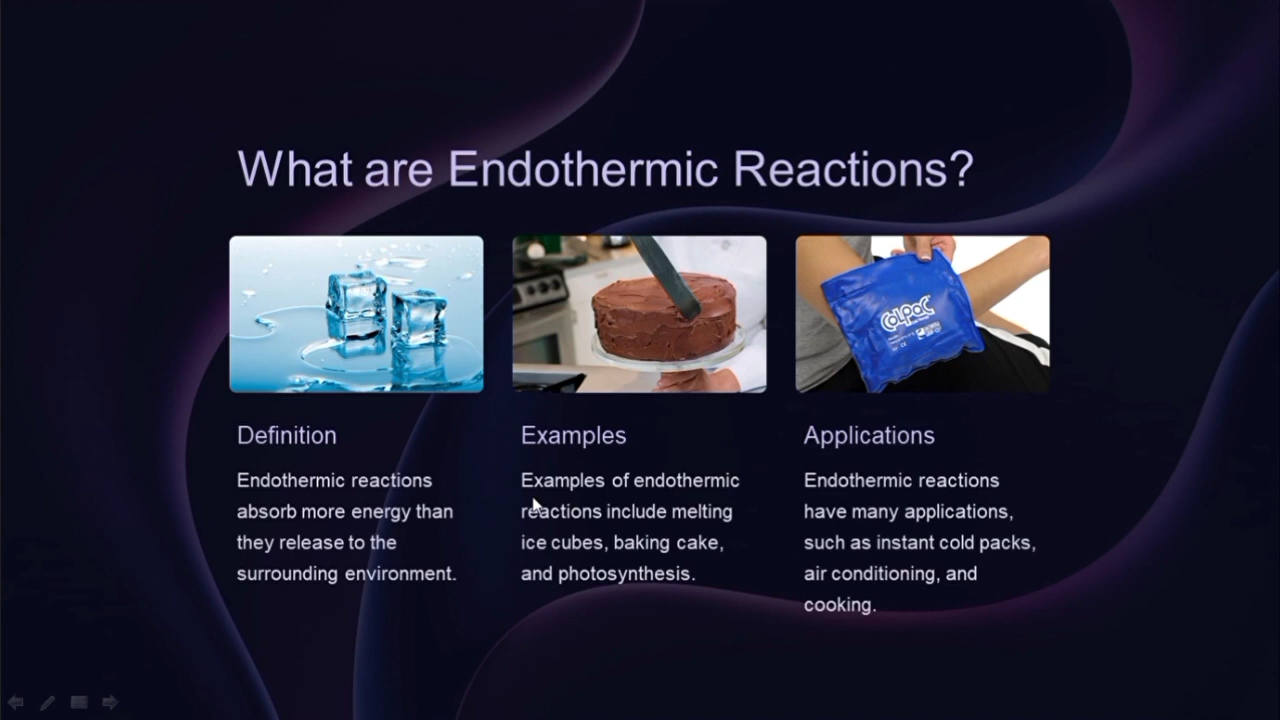 What are Endothermic Reactions?
ColPaC
Definition
Endothermic reactions
absorb more energy than
they release to the
surrounding environment.
Examples
Examples of endothermic
reactions include melting
ice cubes, baking cake,
and photosynthesis.
Applications
Endothermic reactions
have many applications,
such as instant cold packs,
air conditioning, and
cooking.